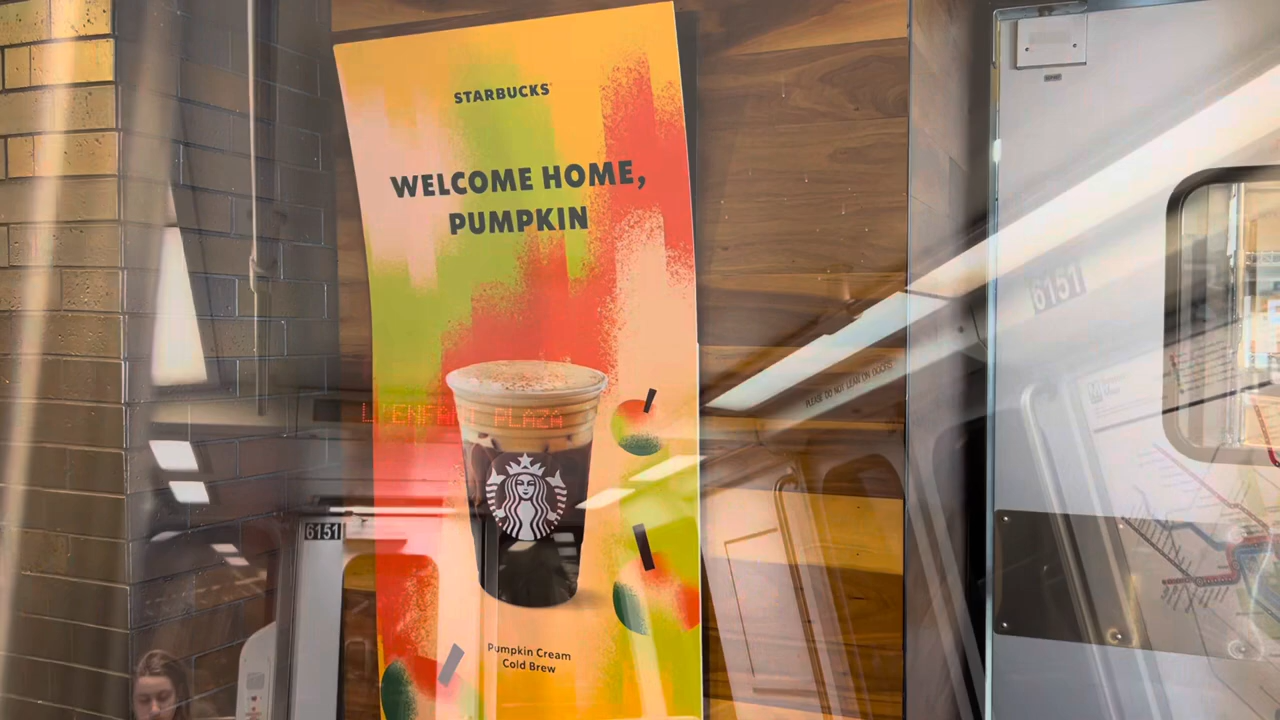 STARBUCKS
WELCOME HOME,
PUMPKIN
6151
PLEASE DO NOT LEAN ON DOORS
L'ENFANT PLAZA
6151
Pumpkin Cream
Cold Brew